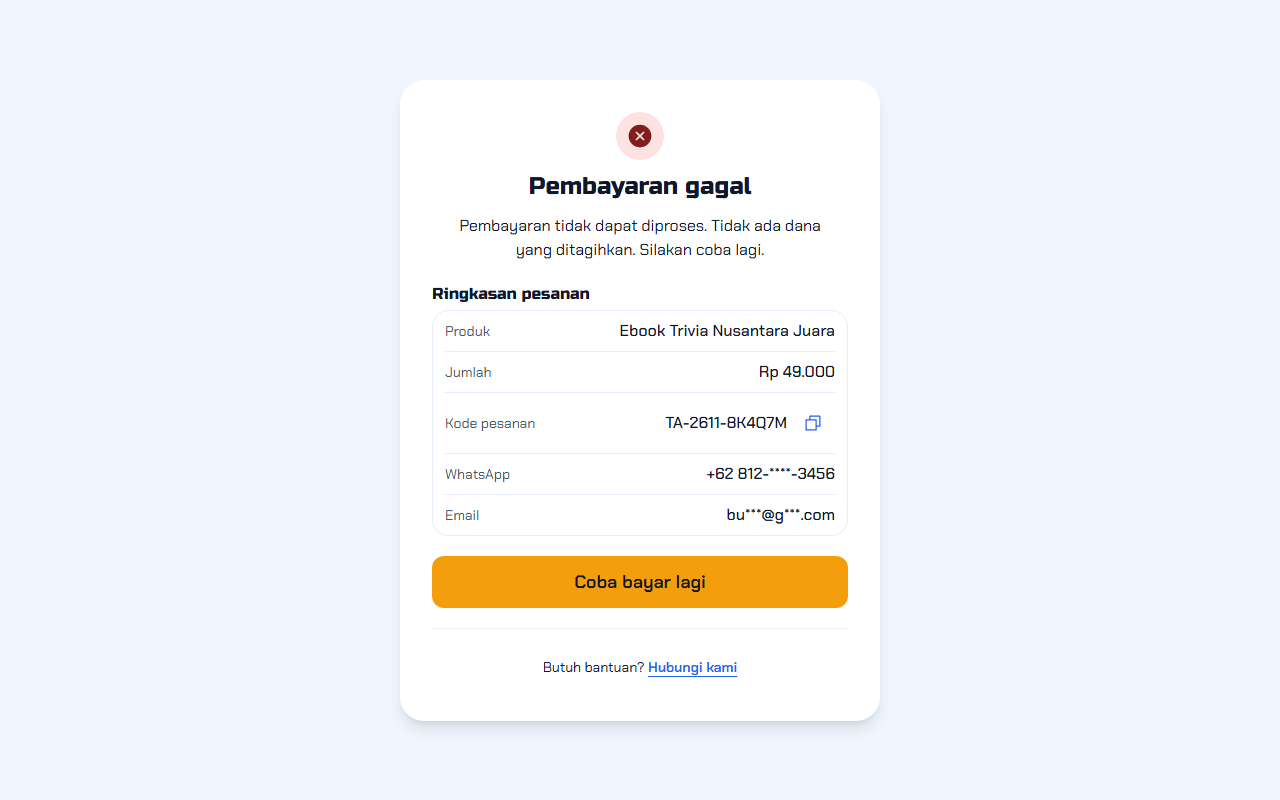 Pembayaran gagal
Pembayaran tidak dapat diproses. Tidak ada dana
yang ditagihkan. Silakan coba lagi.
Ringkasan pesanan
Produk Ebook Trivia Nusantara Juara
Jumlah Rp 49.000
Kode pesanan TA-2611-8K4Q7M
WhatsApp +62 812-****-3456
Email bu***@g***.com
Coba bayar lagi
Butuh bantuan? Hubungi kami